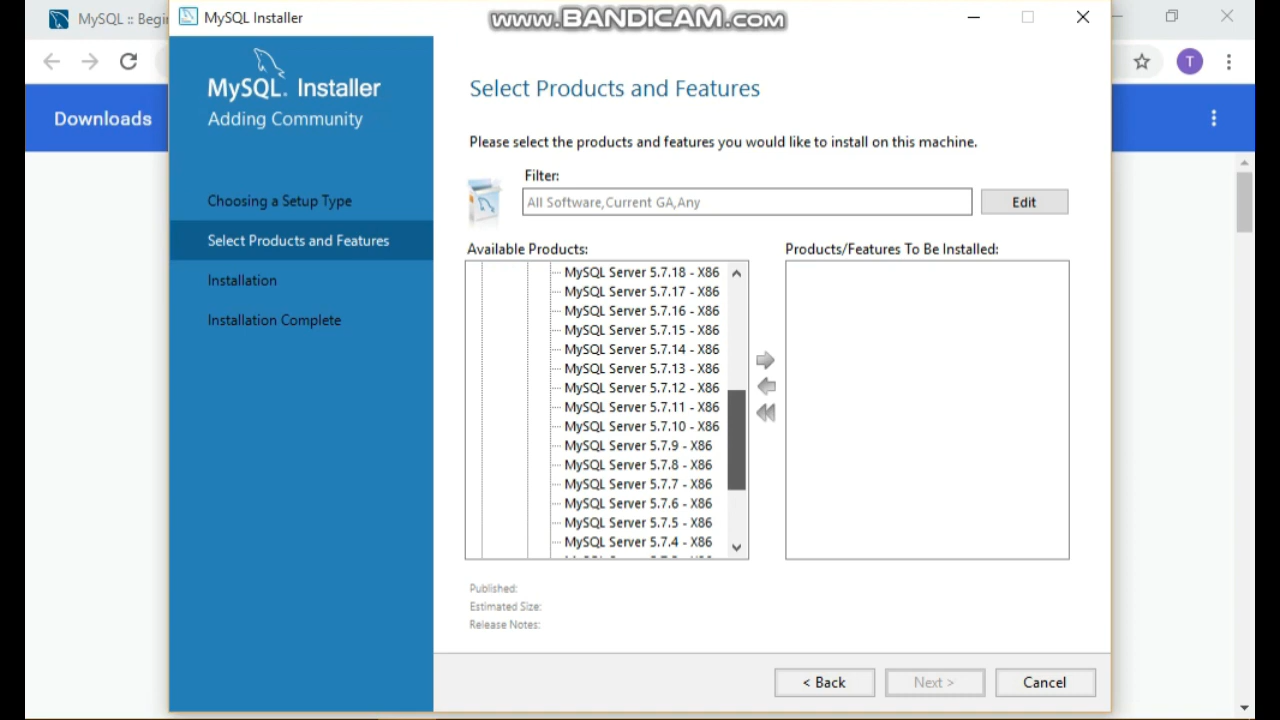 MySQL :: Begi
MySQL Installer
www.BANDICAM.com
T
Downloads
MySQL. Installer
Adding Community
Choosing a Setup Type
Select Products and Features
Installation
Installation Complete
Select Products and Features
Please select the products and features you would like to install on this machine.
Filter:
All Software,Current GA,Any
Edit
Available Products:
Products/Features To Be Installed:
MySQL Server 5.7.18 - X86
MySQL Server 5.7.17 - X86
MySQL Server 5.7.16 - X86
MySQL Server 5.7.15 - X86
MySQL Server 5.7.14 - X86
MySQL Server 5.7.13 - X86
MySQL Server 5.7.12 - X86
MySQL Server 5.7.11 - X86
MySQL Server 5.7.10 - X86
MySQL Server 5.7.9 - X86
MySQL Server 5.7.8 - X86
MySQL Server 5.7.7 - X86
MySQL Server 5.7.6 - X86
MySQL Server 5.7.5 - X86
MySQL Server 5.7.4 - X86
Published:
Estimated Size:
Release Notes:
< Back
Next >
Cancel